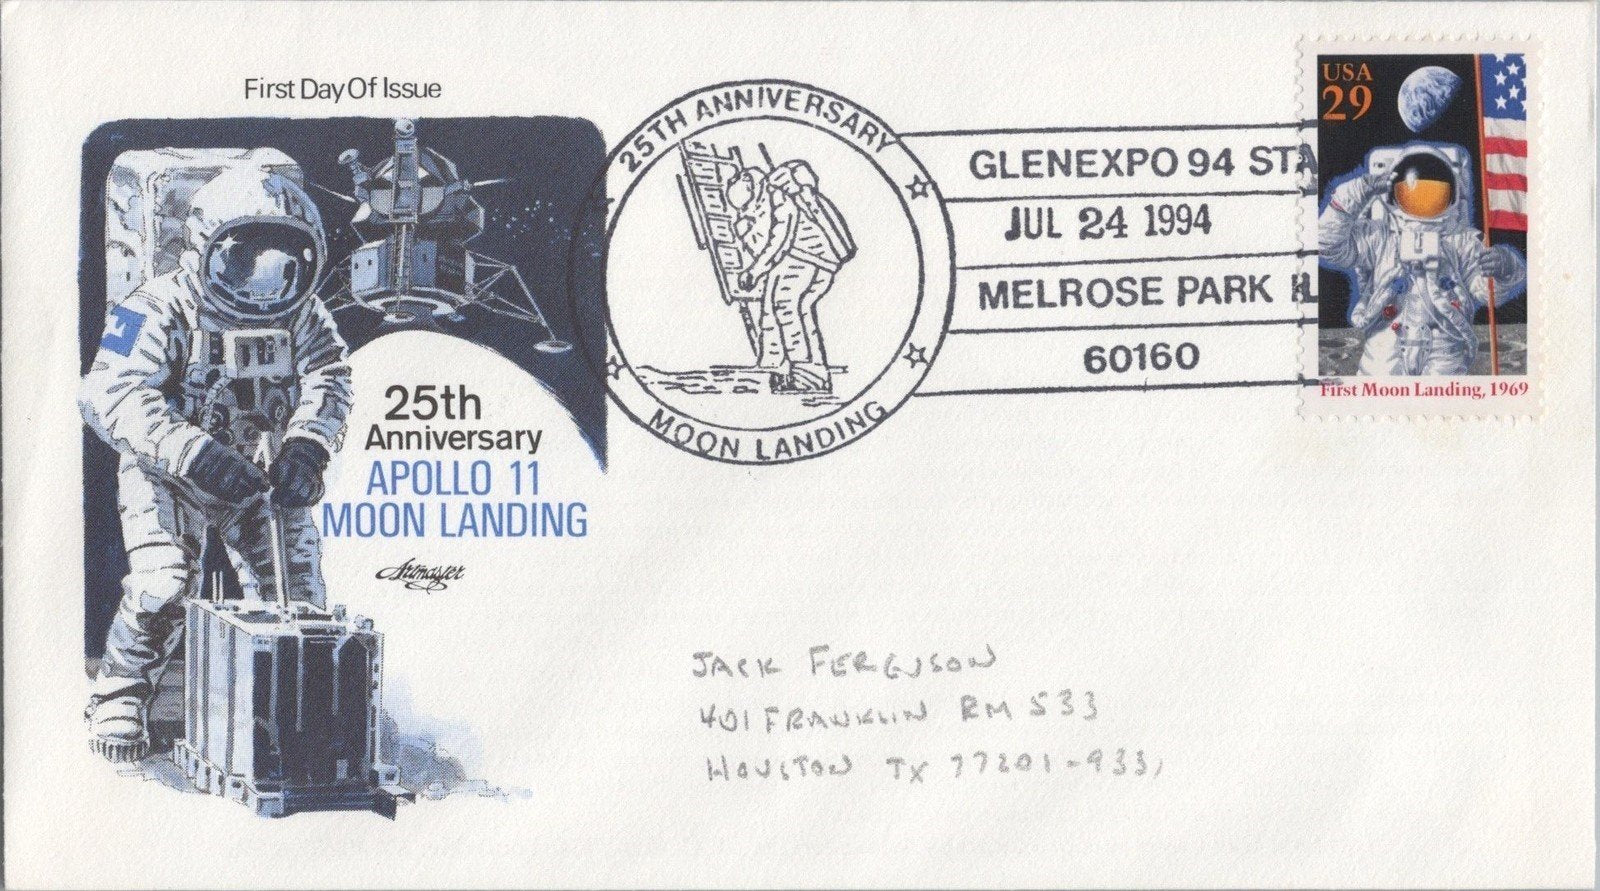 First Day Of Issue
25th
Anniversary
APOLLO 11
MOON LANDING
Artmaster
25TH ANNIVERSARY
MOON LANDING
GLENEXPO 94 STA
JUL 24 1994
MELROSE PARK IL
60160
USA
29
First Moon Landing, 1969
JACK FERGUSON
401 FRANKLIN RM 533
HOUSTON TX 77201-9331